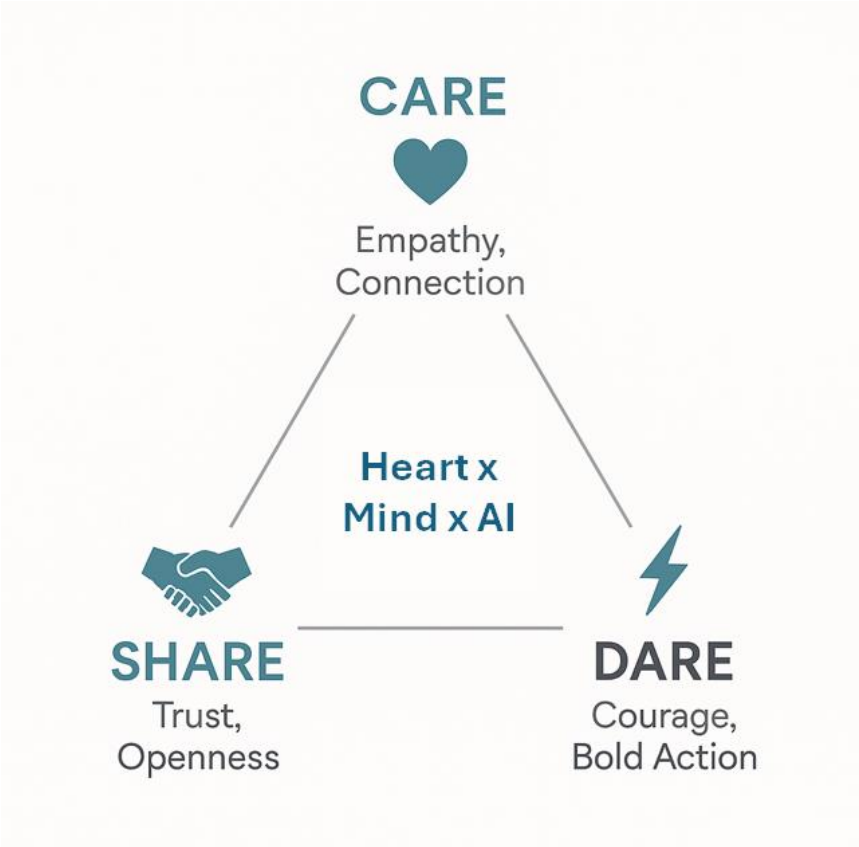 CARE
Empathy,
Connection
Heart x
Mind x AI
SHARE
Trust,
Openness
DARE
Courage,
Bold Action